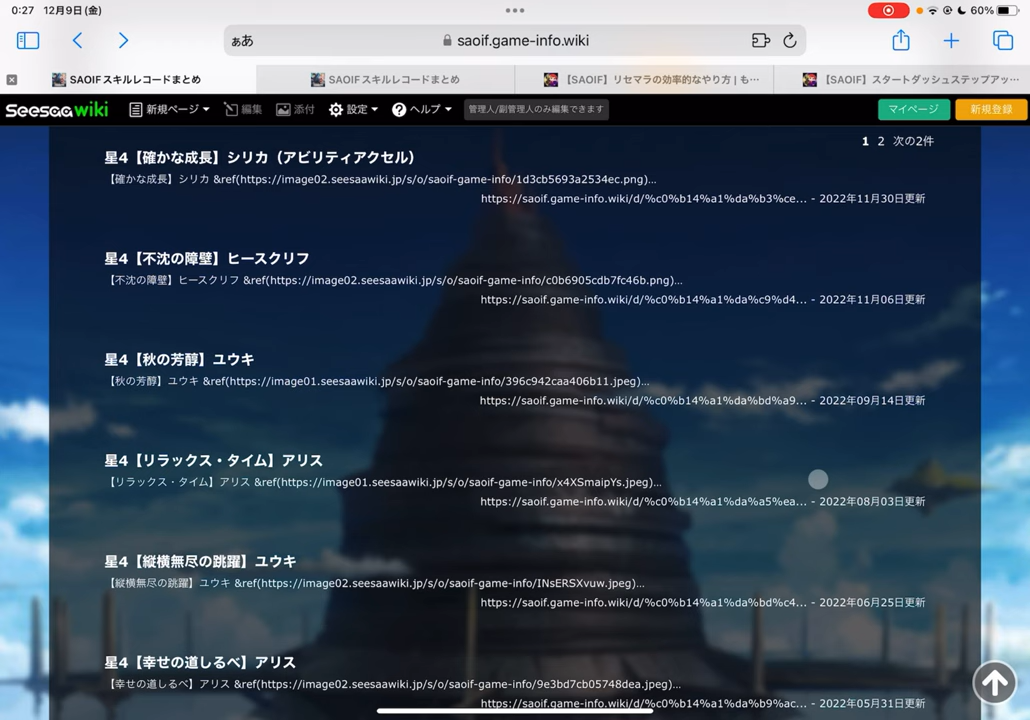 0:27 12月9日(金) 60%
ぁあ saoif.game-info.wiki
SAOIFスキルレコードまとめ SAOIFスキルレコードまとめ 【SAOIF】リセマラの効率的なやり方 | も… 【SAOIF】スタートダッシュステップアッ…
Seesaa wiki 新規ページ 編集 添付 設定 ヘルプ 管理人/副管理人のみ編集できます マイページ 新規登録
1 2 次の2件
星4【確かな成長】シリカ（アビリティアクセル）
【確かな成長】シリカ &ref(https://image02.seesaawiki.jp/s/o/saoif-game-info/1d3cb5693a2534ec.png)...
https://saoif.game-info.wiki/d/%c0%b14%a1%da%b3%ce... - 2022年11月30日更新
星4【不沈の障壁】ヒースクリフ
【不沈の障壁】ヒースクリフ &ref(https://image02.seesaawiki.jp/s/o/saoif-game-info/c0b6905cdb7fc46b.png)...
https://saoif.game-info.wiki/d/%c0%b14%a1%da%c9%d4... - 2022年11月06日更新
星4【秋の芳醇】ユウキ
【秋の芳醇】ユウキ &ref(https://image01.seesaawiki.jp/s/o/saoif-game-info/396c942caa406b11.jpeg)...
https://saoif.game-info.wiki/d/%c0%b14%a1%da%bd%a9... - 2022年09月14日更新
星4【リラックス・タイム】アリス
【リラックス・タイム】アリス &ref(https://image01.seesaawiki.jp/s/o/saoif-game-info/x4XSmaipYs.jpeg)...
https://saoif.game-info.wiki/d/%c0%b14%a1%da%a5%ea... - 2022年08月03日更新
星4【縦横無尽の跳躍】ユウキ
【縦横無尽の跳躍】ユウキ &ref(https://image02.seesaawiki.jp/s/o/saoif-game-info/INsERSXvuw.jpeg)...
https://saoif.game-info.wiki/d/%c0%b14%a1%da%bd%c4... - 2022年06月25日更新
星4【幸せの道しるべ】アリス
【幸せの道しるべ】アリス &ref(https://image02.seesaawiki.jp/s/o/saoif-game-info/9e3bd7cb05748dea.jpeg)...
https://saoif.game-info.wiki/d/%c0%b14%a1%da%b9%ac... - 2022年05月31日更新